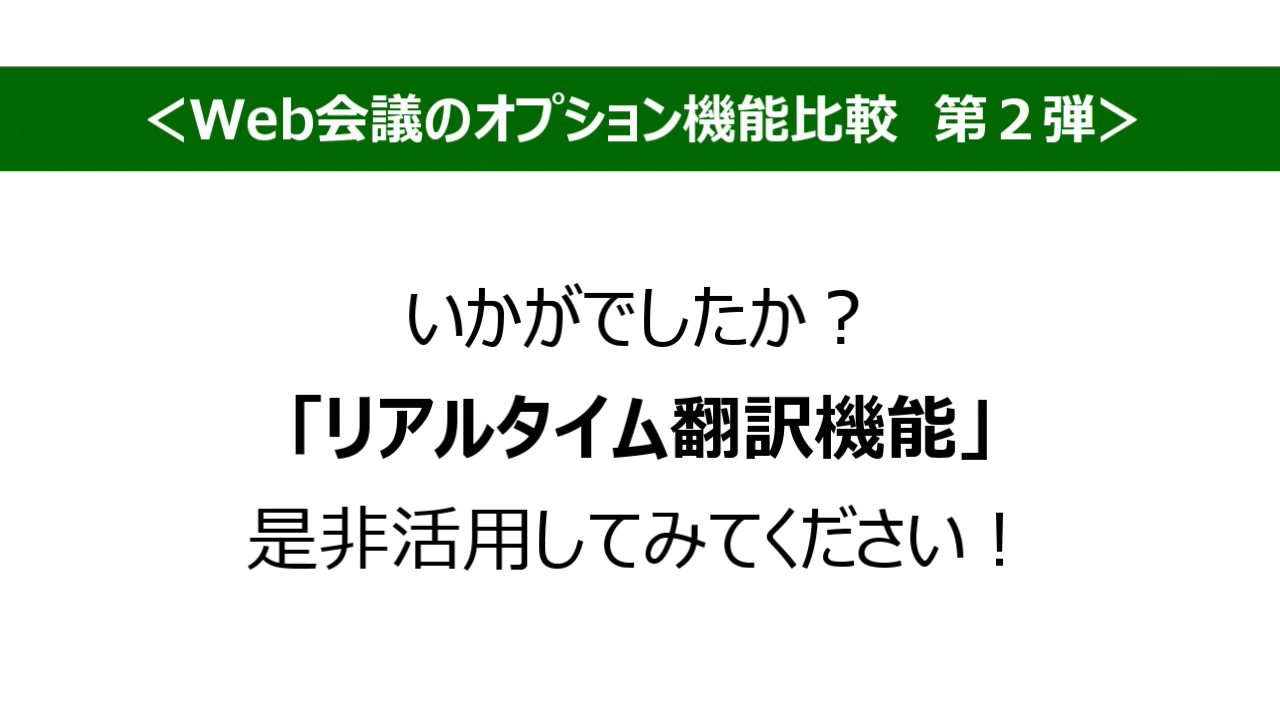 ＜Web会議のオプション機能比較　第２弾＞
いかがでしたか？
「リアルタイム翻訳機能」
是非活用してみてください！